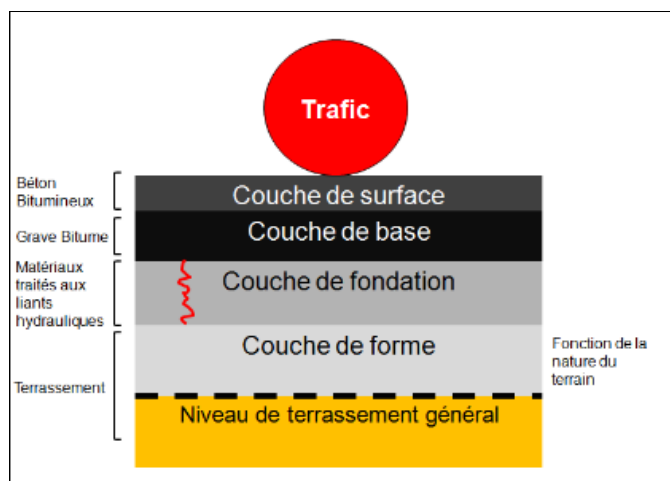 Trafic
Béton
Bitumineux
Couche de surface
Grave Bitume
Couche de base
Matériaux
traités aux
liants
hydrauliques
Couche de fondation
Couche de forme
Fonction de la
nature du
terrain
Terrassement
Niveau de terrassement général